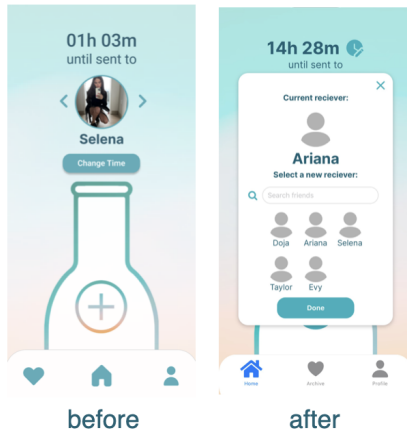 01h 03m
until sent to
Selena
Change Time
before
14h 28m
until sent to
Current reciever:
Ariana
Select a new reciever:
Search friends
Doja Ariana Selena
Taylor Evy
Done
Home Archive Profile
after